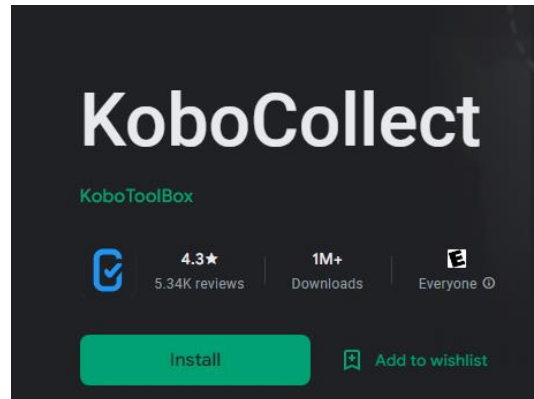 KoboCollect
KoboToolBox
4.3★ 1M+ E
5.34K reviews Downloads Everyone
Install Add to wishlist